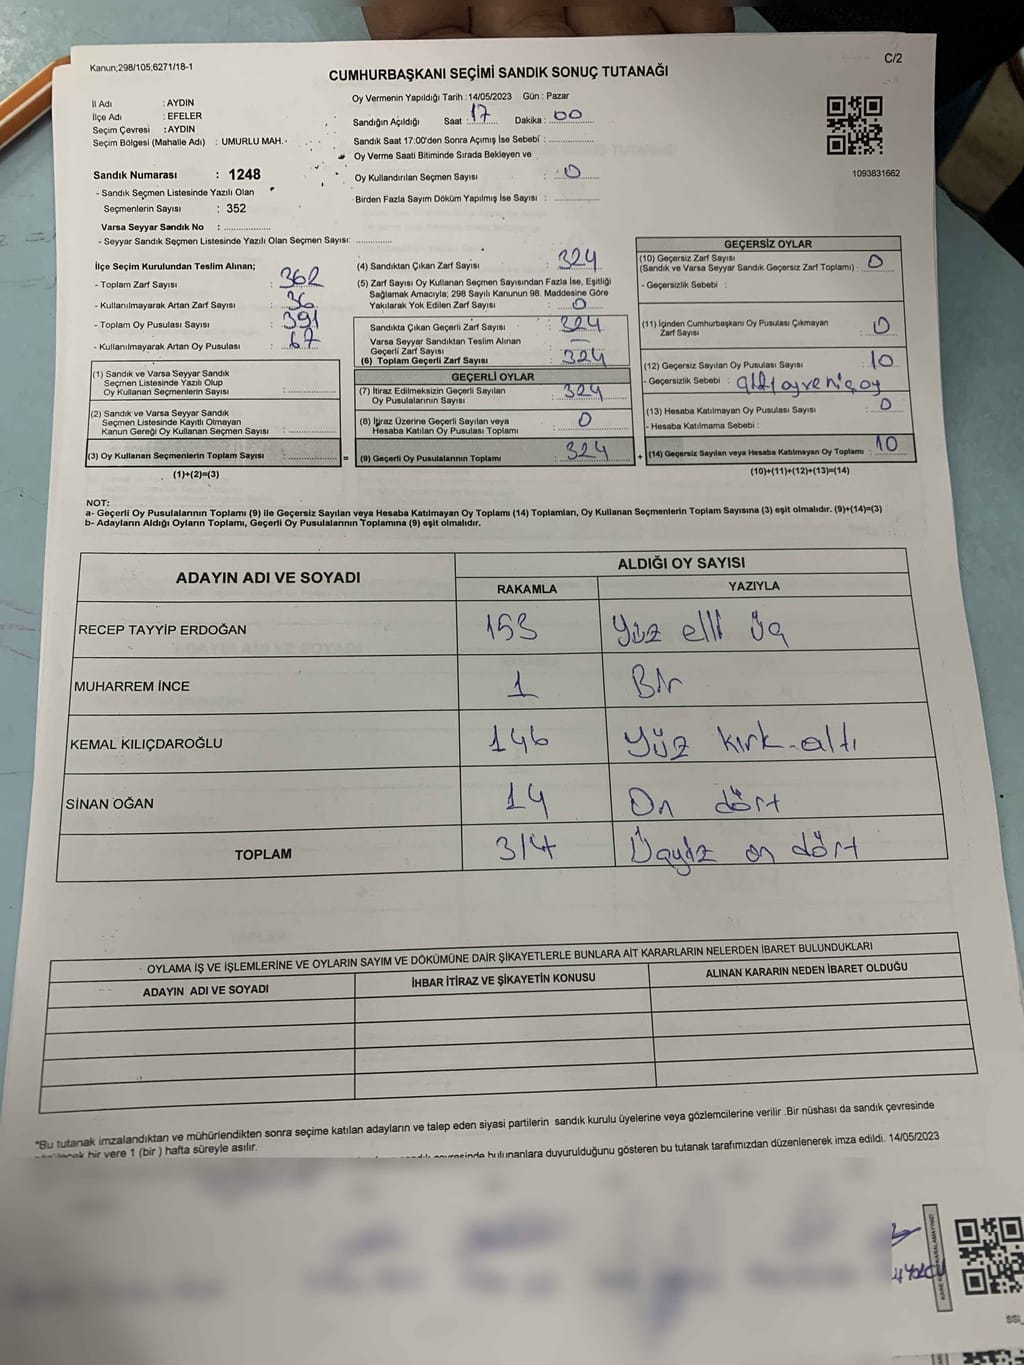 Kanun;298/105;6271/18-1
C/2
CUMHURBAŞKANI SEÇİMİ SANDIK SONUÇ TUTANAĞI
İl Adı : AYDIN
İlçe Adı : EFELER
Seçim Çevresi : AYDIN
Seçim Bölgesi (Mahalle Adı) : UMURLU MAH.
Sandık Numarası : 1248
- Sandık Seçmen Listesinde Yazılı Olan
Seçmenlerin Sayısı : 352
Varsa Seyyar Sandık No : ..............
- Seyyar Sandık Seçmen Listesinde Yazılı Olan Seçmen Sayısı: ............
Oy Vermenin Yapıldığı Tarih :14/05/2023 Gün : Pazar
Sandığın Açıldığı Saat : 17 Dakika : 00
Sandık Saat 17:00'den Sonra Açımış İse Sebebi : ..............
Oy Verme Saati Bitiminde Sırada Bekleyen ve
Oy Kullandırılan Seçmen Sayısı : 0
Birden Fazla Sayım Döküm Yapılmış İse Sayısı : ..............
1093831662
İlçe Seçim Kurulundan Teslim Alınan;
- Toplam Zarf Sayısı : 362
- Kullanılmayarak Artan Zarf Sayısı : 36
- Toplam Oy Pusulası Sayısı : 391
- Kullanılmayarak Artan Oy Pusulası : 67
(1) Sandık ve Varsa Seyyar Sandık
Seçmen Listesinde Yazılı Olup
Oy Kullanan Seçmenlerin Sayısı : ..............
(2) Sandık ve Varsa Seyyar Sandık
Seçmen Listesinde Kayıtlı Olmayan
Kanun Gereği Oy Kullanan Seçmen Sayısı : ..............
(3) Oy Kullanan Seçmenlerin Toplam Sayısı : .............. =
(1)+(2)=(3)
(4) Sandıktan Çıkan Zarf Sayısı : 324
(5) Zarf Sayısı Oy Kullanan Seçmen Sayısından Fazla İse, Eşitliği
Sağlamak Amacıyla; 298 Sayılı Kanunun 98. Maddesine Göre
Yakılarak Yok Edilen Zarf Sayısı : 0
Sandıkta Çıkan Geçerli Zarf Sayısı : 324
Varsa Seyyar Sandıktan Teslim Alınan
Geçerli Zarf Sayısı : —
(6) Toplam Geçerli Zarf Sayısı : 324
GEÇERLİ OYLAR
(7) İtiraz Edilmeksizin Geçerli Sayılan
Oy Pusulalarının Sayısı : 324
(8) İtiraz Üzerine Geçerli Sayılan veya
Hesaba Katılan Oy Pusulası Toplamı : 0
(9) Geçerli Oy Pusulalarının Toplamı : 324 +
GEÇERSİZ OYLAR
(10) Geçersiz Zarf Sayısı
(Sandık ve Varsa Seyyar Sandık Geçersiz Zarf Toplamı) : 0
- Geçersizlik Sebebi :
(11) İçinden Cumhurbaşkanı Oy Pusulası Çıkmayan
Zarf Sayısı : 0
(12) Geçersiz Sayılan Oy Pusulası Sayısı : 10
- Geçersizlik Sebebi :
(13) Hesaba Katılmayan Oy Pusulası Sayısı : 0
- Hesaba Katılmama Sebebi :
(14) Geçersiz Sayılan veya Hesaba Katılmayan Oy Toplamı : 10
(10)+(11)+(12)+(13)=(14)
NOT:
a- Geçerli Oy Pusulalarının Toplamı (9) ile Geçersiz Sayılan veya Hesaba Katılmayan Oy Toplamı (14) Toplamları, Oy Kullanan Seçmenlerin Toplam Sayısına (3) eşit olmalıdır. (9)+(14)=(3)
b- Adayların Aldığı Oyların Toplamı, Geçerli Oy Pusulalarının Toplamına (9) eşit olmalıdır.
ADAYIN ADI VE SOYADI ALDIĞI OY SAYISI
RAKAMLA YAZIYLA
RECEP TAYYİP ERDOĞAN 153 Yüz elli üç
MUHARREM İNCE 1 Bir
KEMAL KILIÇDAROĞLU 146 Yüz kırk altı
SİNAN OĞAN 14 On dört
TOPLAM 314 Üçyüz on dört
OYLAMA İŞ VE İŞLEMLERİNE VE OYLARIN SAYIM VE DÖKÜMÜNE DAİR ŞİKAYETLERLE BUNLARA AİT KARARLARIN NELERDEN İBARET BULUNDUKLARI
ADAYIN ADI VE SOYADI İHBAR İTİRAZ VE ŞİKAYETİN KONUSU ALINAN KARARIN NEDEN İBARET OLDUĞU
*Bu tutanak imzalandıktan ve mühürlendikten sonra seçime katılan adayların ve talep eden siyasi partilerin sandık kurulu üyelerine veya gözlemcilerine verilir .Bir nüshası da sandık çevresinde
bir yere 1 (bir ) hafta süreyle asılır.
bulunanlara duyurulduğunu gösteren bu tutanak tarafımızdan düzenlenerek imza edildi. 14/05/2023